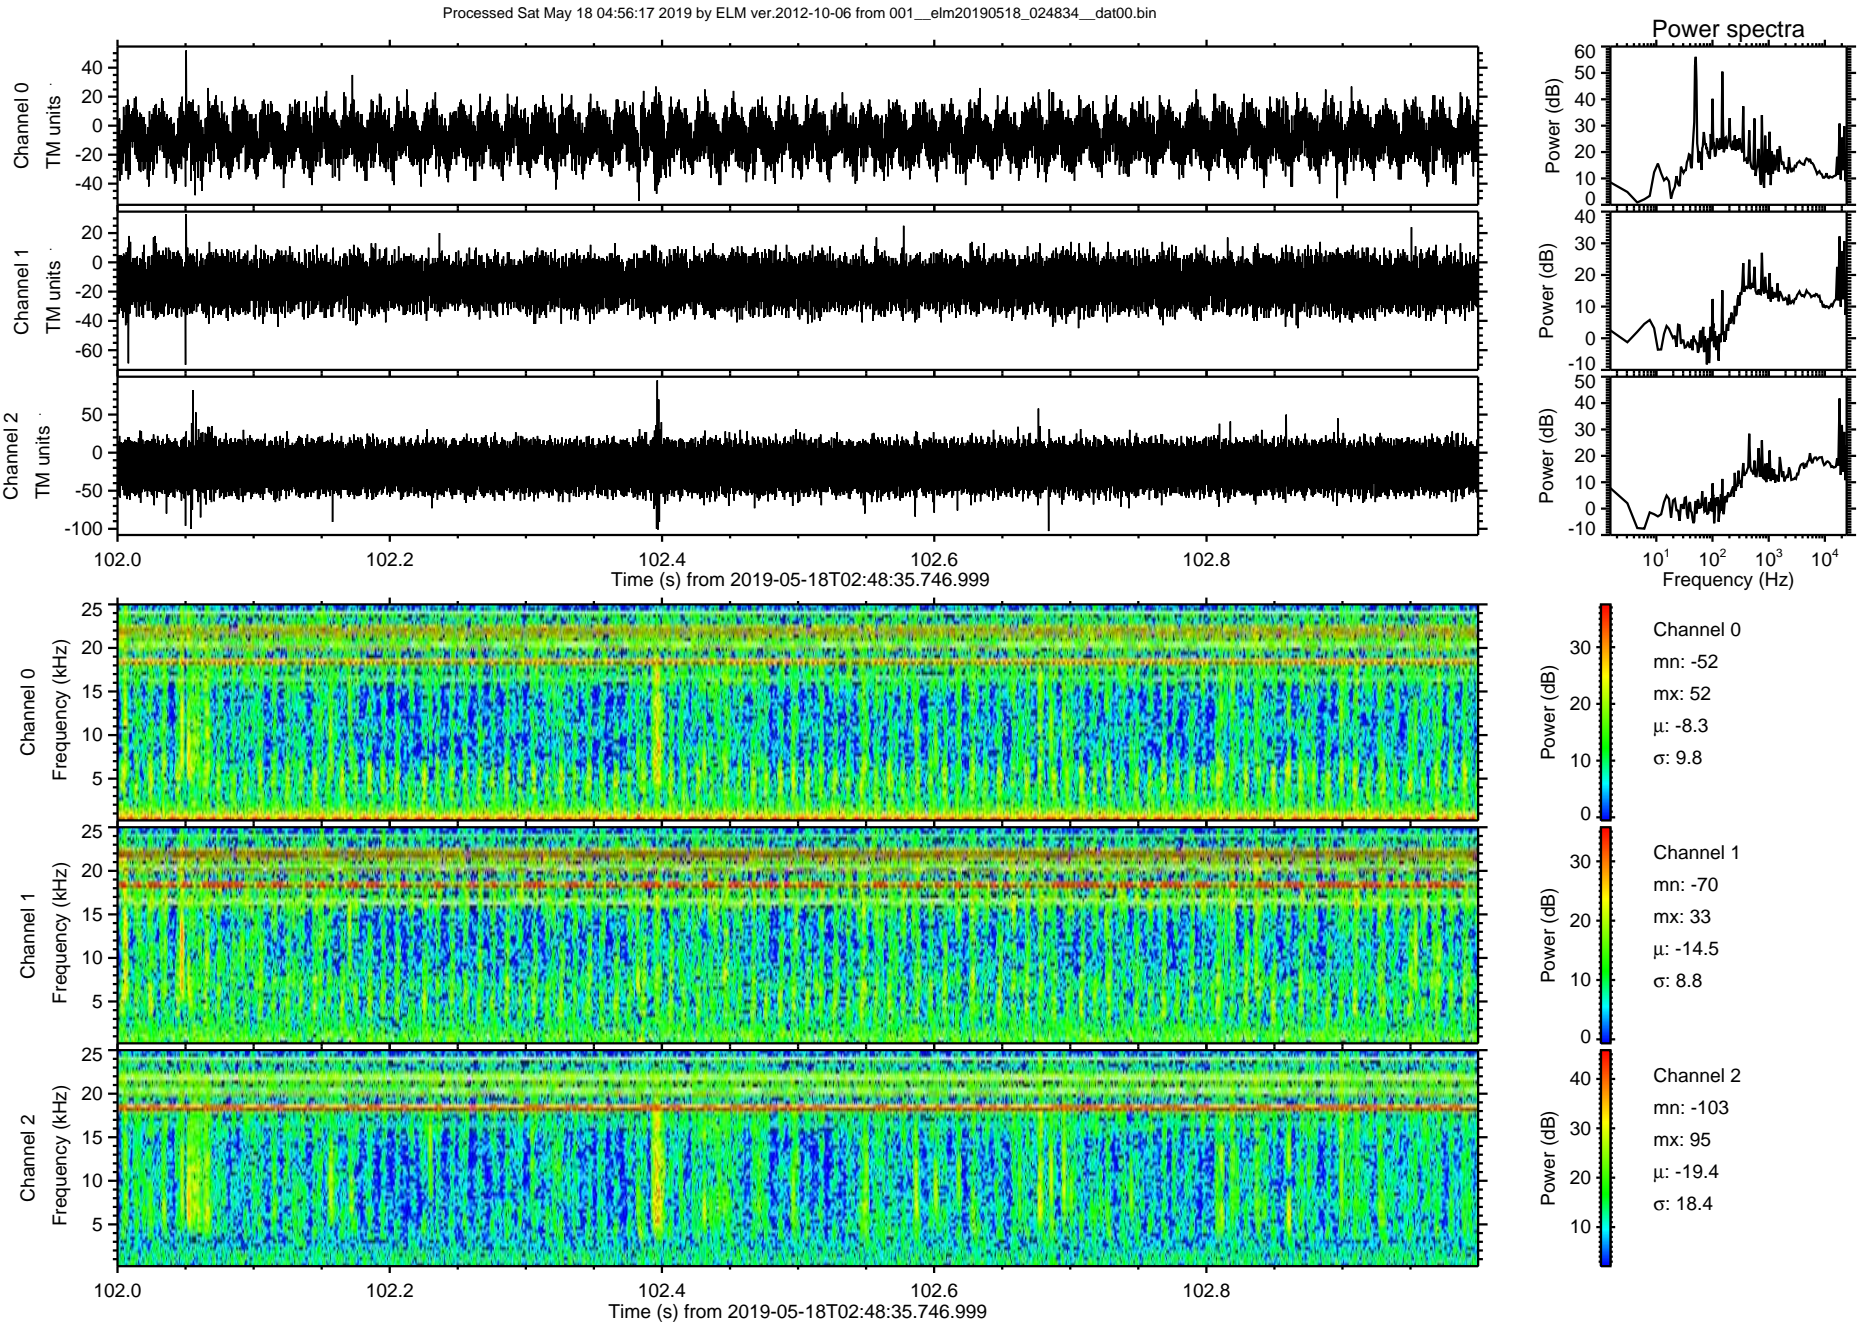 Processed Sat May 18 04:56:17 2019 by ELM ver.2012-10-06 from 001__elm20190518_024834__dat00.bin
Power spectra
Channel 0
TM units
40
20
0
-20
-40
Power (dB)
60
50
40
30
20
10
0
Channel 1
TM units
20
0
-20
-40
-60
Power (dB)
40
30
20
10
0
-10
Channel 2
TM units
50
0
-50
-100
Power (dB)
50
40
30
20
10
0
-10
102.0 102.2 102.4 102.6 102.8
Time (s) from 2019-05-18T02:48:35.746.999
10^1 10^2 10^3 10^4
Frequency (Hz)
Channel 0
Frequency (kHz)
25
20
15
10
5
Power (dB)
30
20
10
0
Channel 0
mn: -52
mx: 52
μ: -8.3
σ: 9.8
Channel 1
Frequency (kHz)
25
20
15
10
5
Power (dB)
30
20
10
0
Channel 1
mn: -70
mx: 33
μ: -14.5
σ: 8.8
Channel 2
Frequency (kHz)
25
20
15
10
5
Power (dB)
40
30
20
10
Channel 2
mn: -103
mx: 95
μ: -19.4
σ: 18.4
102.0 102.2 102.4 102.6 102.8
Time (s) from 2019-05-18T02:48:35.746.999